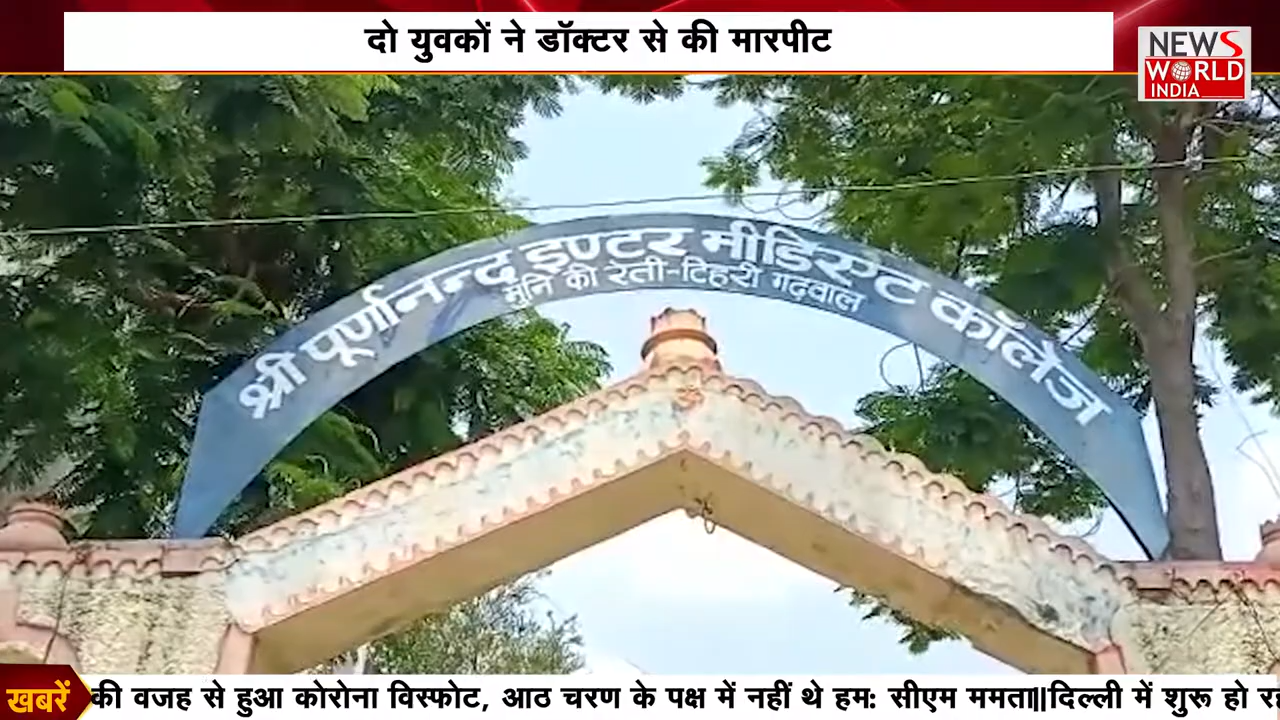 दो युवकों ने डॉक्टर से की मारपीट
NEWS
WORLD
INDIA
श्री पूर्णानन्द इण्टर मीडिएट कॉलेज
मुनि की रेती-टिहरी गढ़वाल
खबरें
की वजह से हुआ कोरोना विस्फोट, आठ चरण के पक्ष में नहीं थे हम: सीएम ममता||दिल्ली में शुरू हो